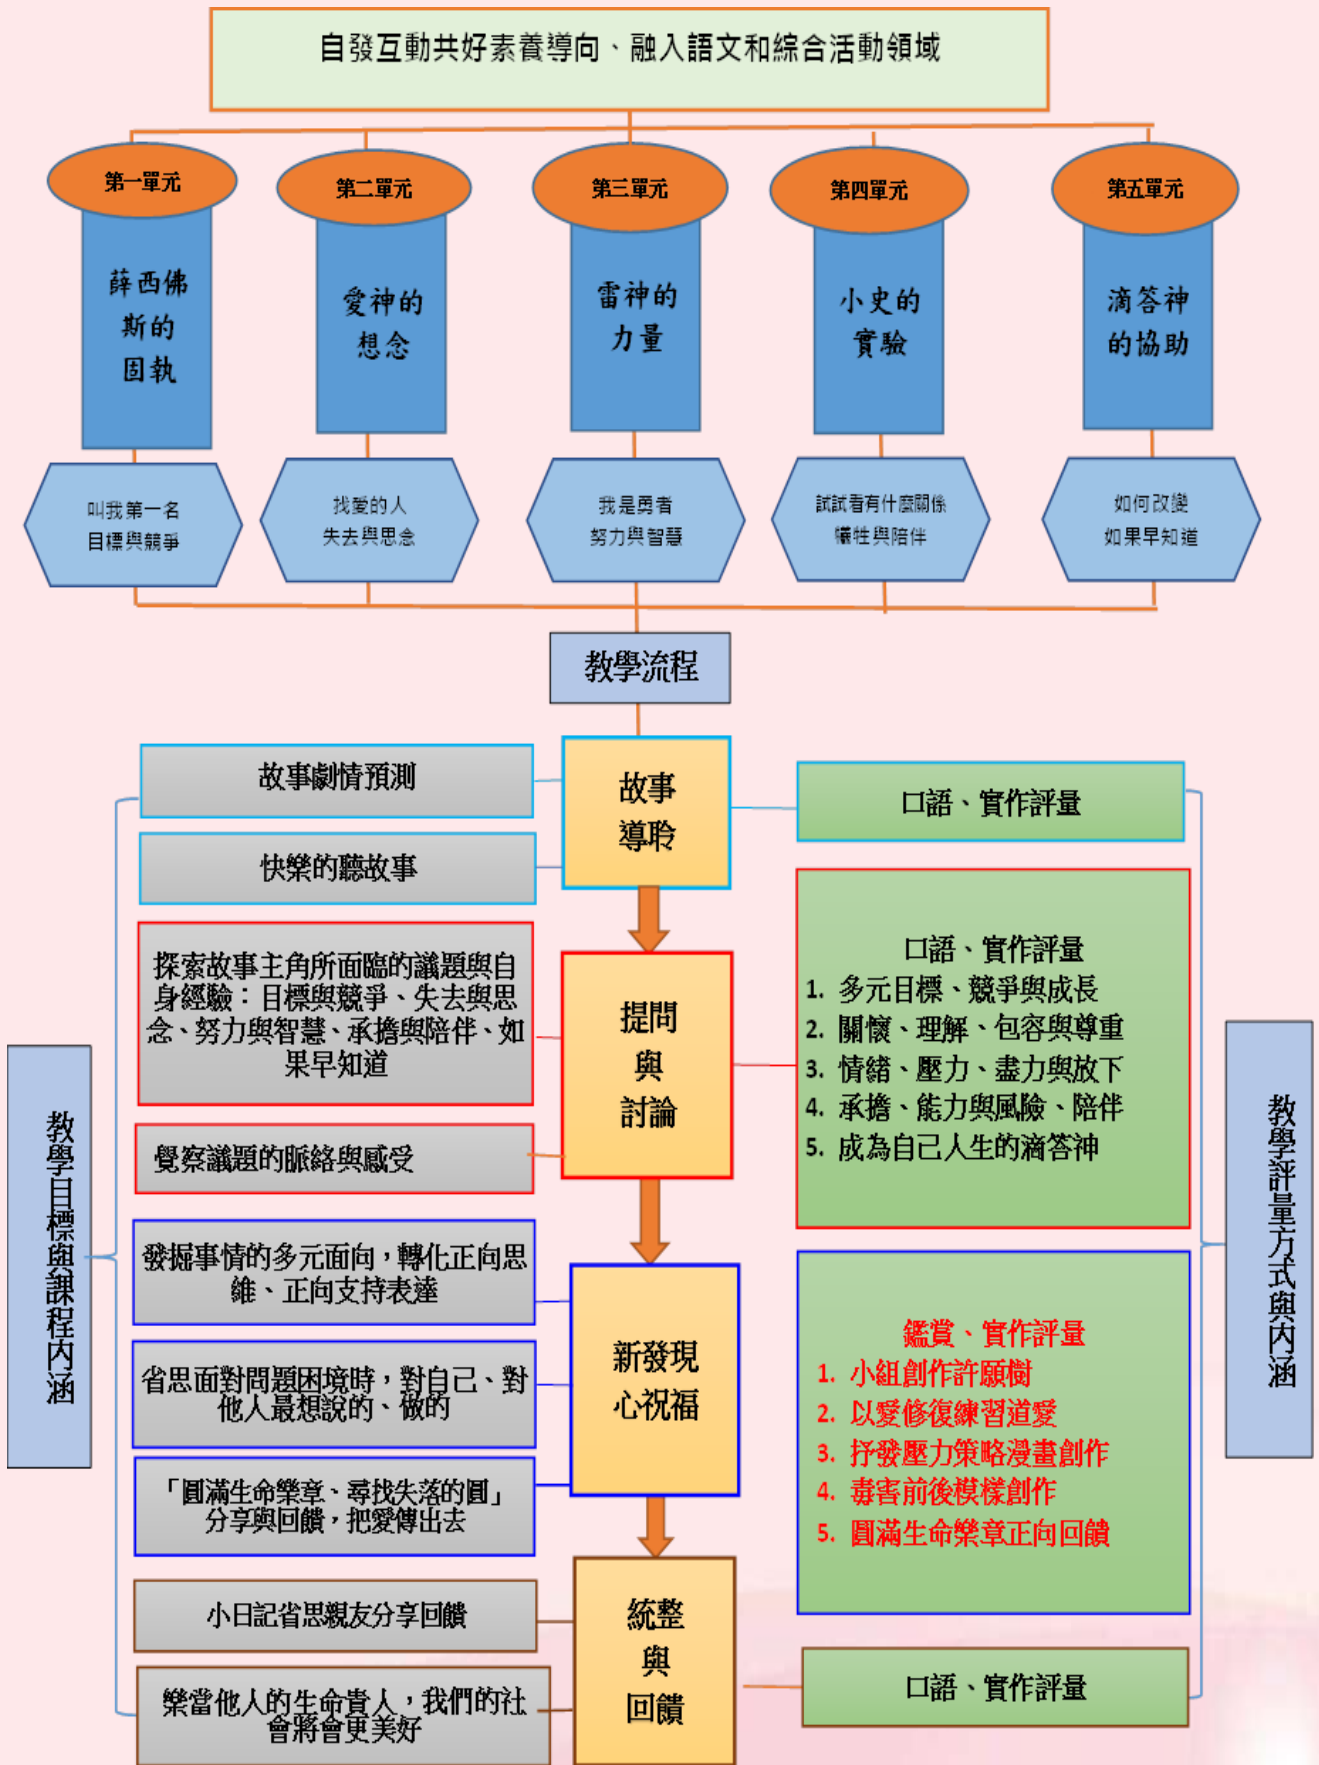 自發互動共好素養導向、融入語文和綜合活動領域
第一單元
第二單元
第三單元
第四單元
第五單元
薛西佛
斯的
固執
愛神的
想念
雷神的
力量
小史的
實驗
滴答神
的協助
叫我第一名
目標與競爭
找愛的人
失去與思念
我是勇者
努力與智慧
試試看有什麼關係
犧牲與陪伴
如何改變
如果早知道
教學流程
教學目標與課程內涵
故事劇情預測
快樂的聽故事
探索故事主角所面臨的議題與自
身經驗：目標與競爭、失去與思
念、努力與智慧、承擔與陪伴、如
果早知道
覺察議題的脈絡與感受
發掘事情的多元面向，轉化正向思
維、正向支持表達
省思面對問題困境時，對自己、對
他人最想說的、做的
「圓滿生命樂章、尋找失落的圓」
分享與回饋，把愛傳出去
小日記省思親友分享回饋
樂當他人的生命貴人，我們的社
會將會更美好
故事
導聆
提問
與
討論
新發現
心祝福
統整
與
回饋
口語、實作評量
口語、實作評量
1. 多元目標、競爭與成長
2. 關懷、理解、包容與尊重
3. 情緒、壓力、盡力與放下
4. 承擔、能力與風險、陪伴
5. 成為自己人生的滴答神
鑑賞、實作評量
1. 小組創作許願樹
2. 以愛修復練習道愛
3. 抒發壓力策略漫畫創作
4. 毒害前後模樣創作
5. 圓滿生命樂章正向回饋
口語、實作評量
教學評量方式與內涵